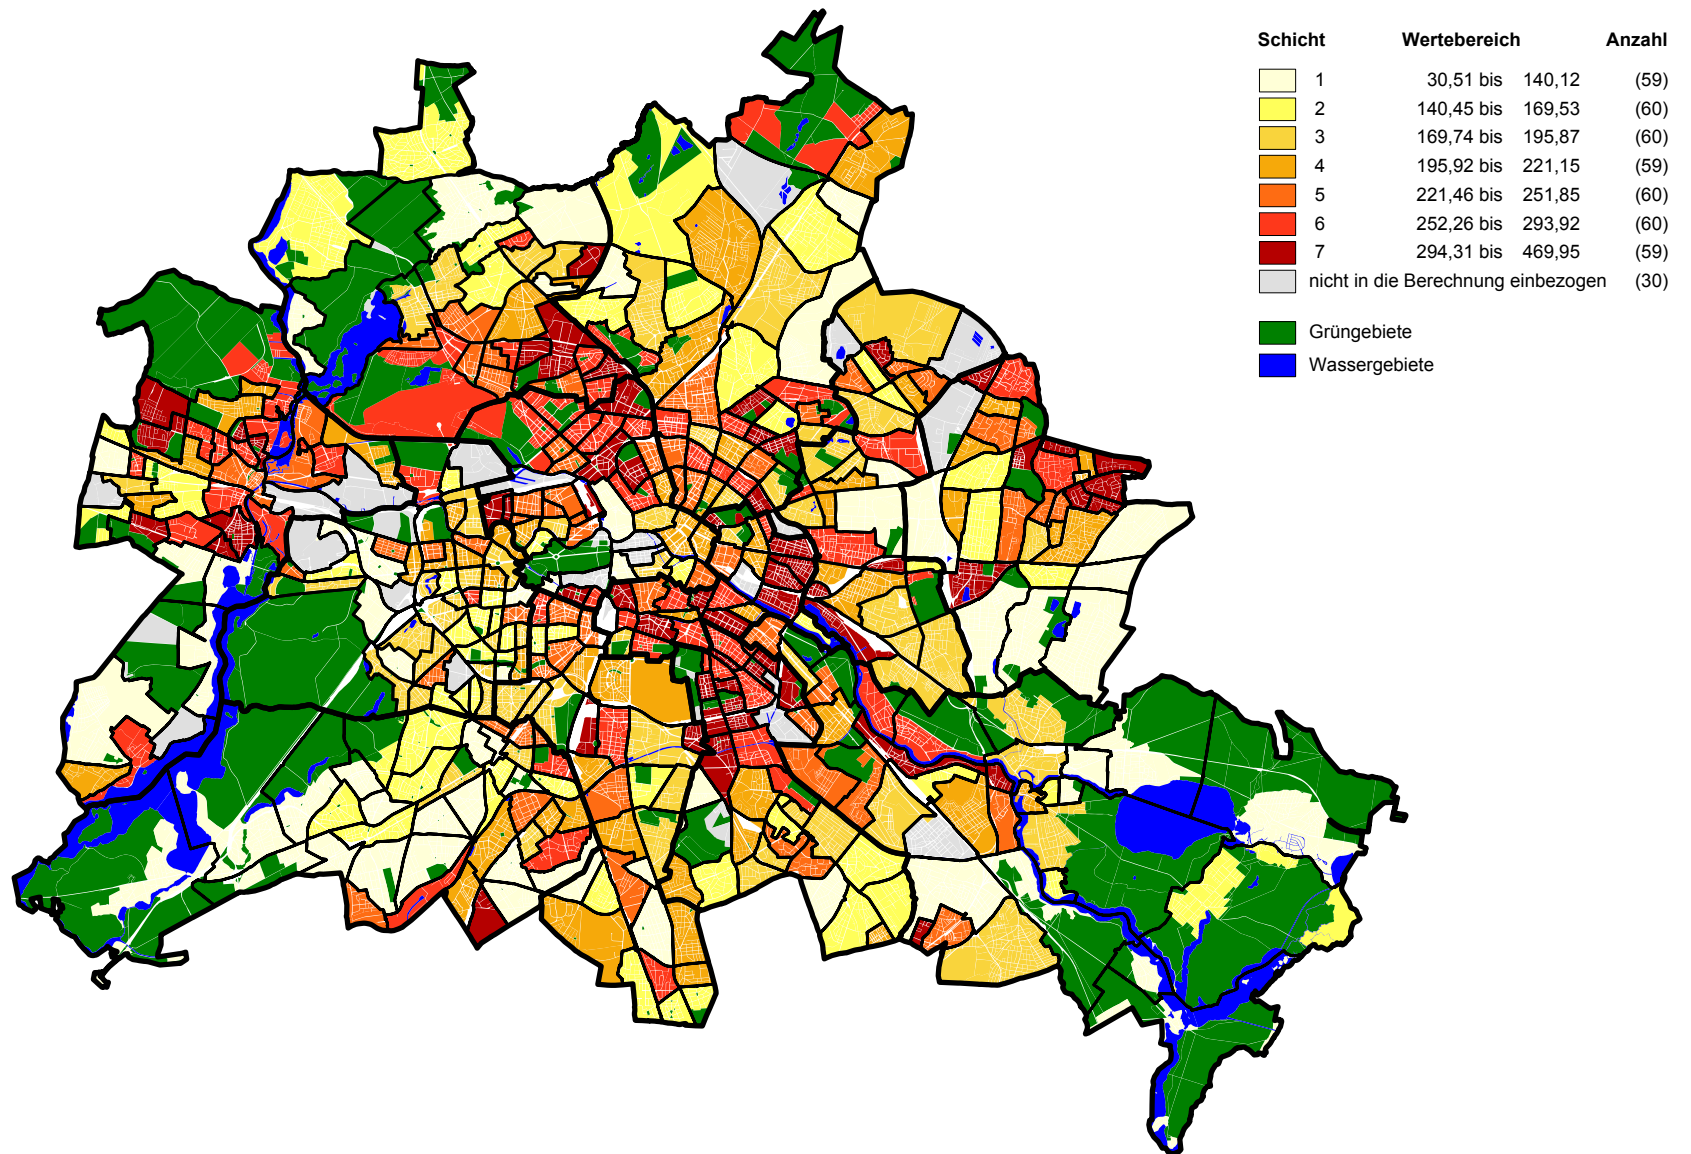 Schicht Wertebereich Anzahl
1 30,51 bis 140,12 (59)
2 140,45 bis 169,53 (60)
3 169,74 bis 195,87 (60)
4 195,92 bis 221,15 (59)
5 221,46 bis 251,85 (60)
6 252,26 bis 293,92 (60)
7 294,31 bis 469,95 (59)
nicht in die Berechnung einbezogen (30)
Grüngebiete
Wassergebiete